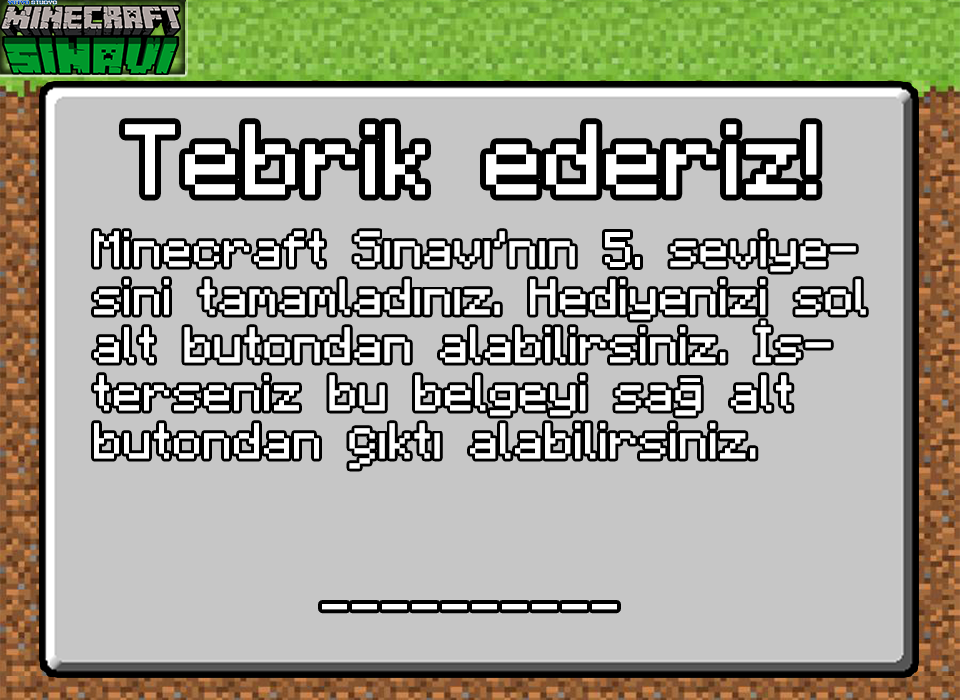 MINECRAFT
SINAVI
Tebrik ederiz!
Minecraft Sınavı'nın 5. seviye-
sini tamamladınız. Hediyenizi sol
alt butondan alabilirsiniz. İs-
terseniz bu belgeyi sağ alt
butondan çıktı alabilirsiniz.
__________